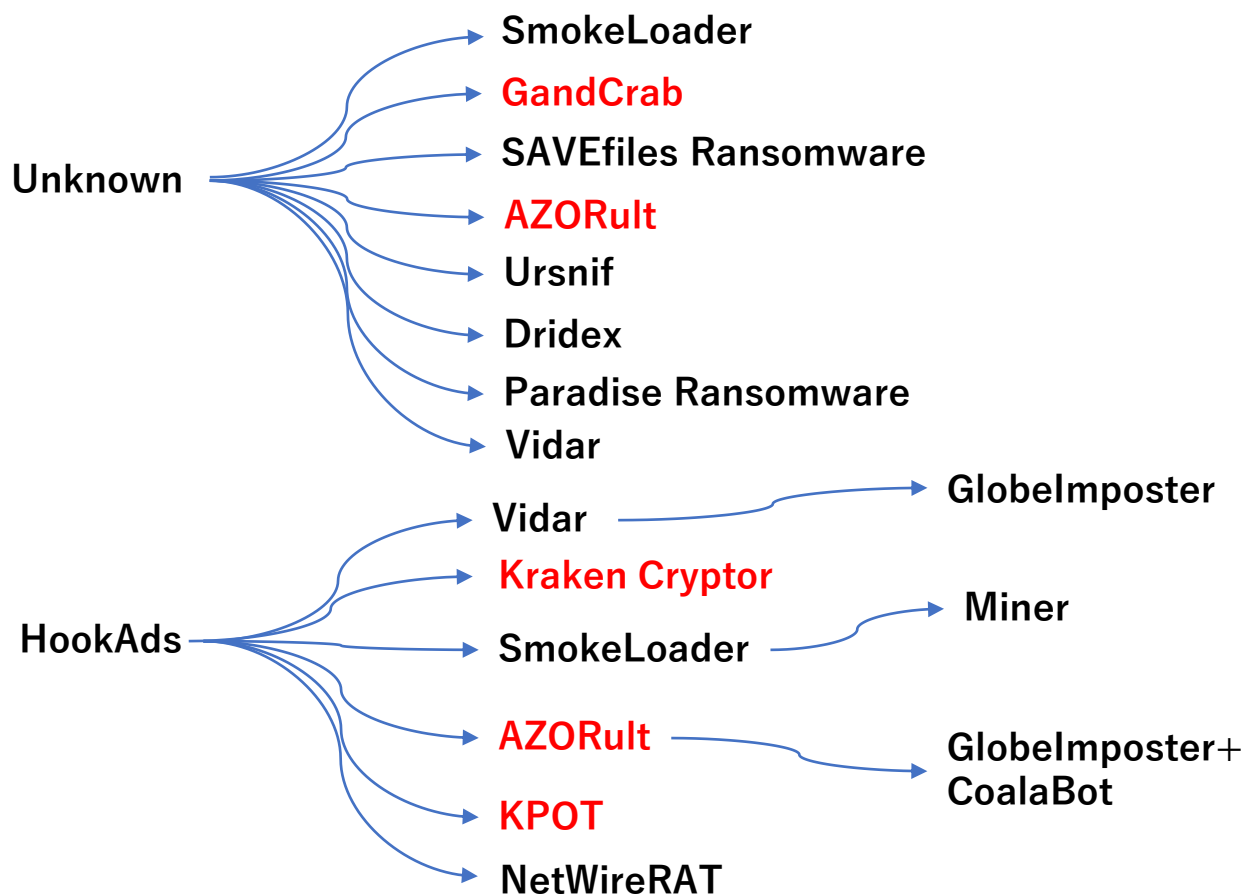 SmokeLoader
GandCrab
SAVEfiles Ransomware
Unknown
AZORult
Ursnif
Dridex
Paradise Ransomware
Vidar
GlobeImposter
Vidar
Kraken Cryptor
Miner
HookAds
SmokeLoader
AZORult
GlobeImposter+
CoalaBot
KPOT
NetWireRAT